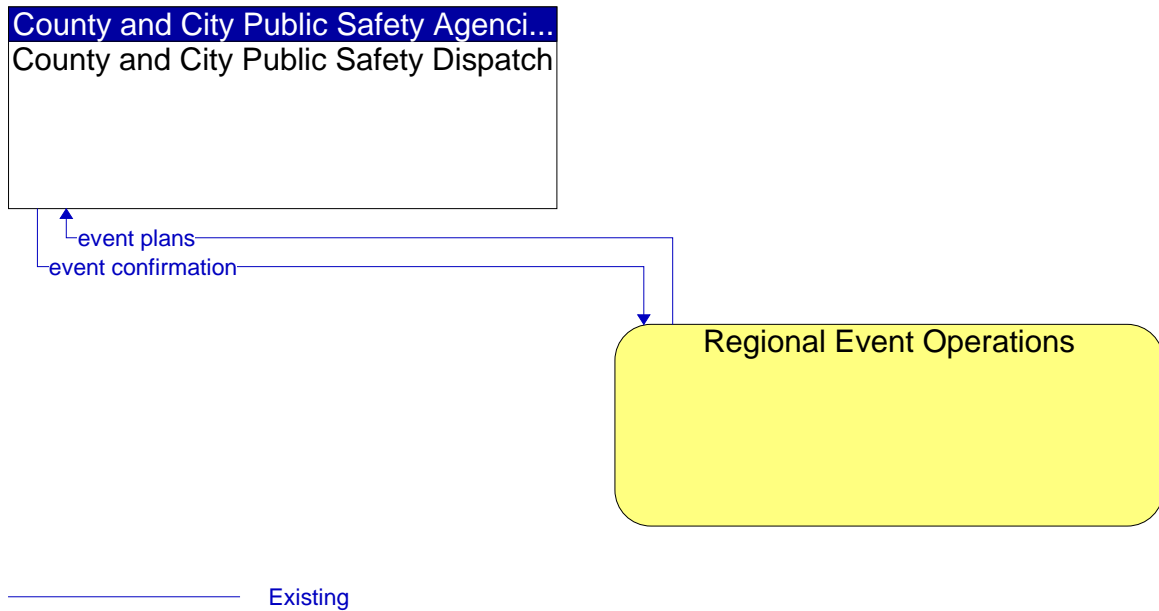 County and City Public Safety Agenci...
County and City Public Safety Dispatch
event plans
event confirmation
Regional Event Operations
Existing